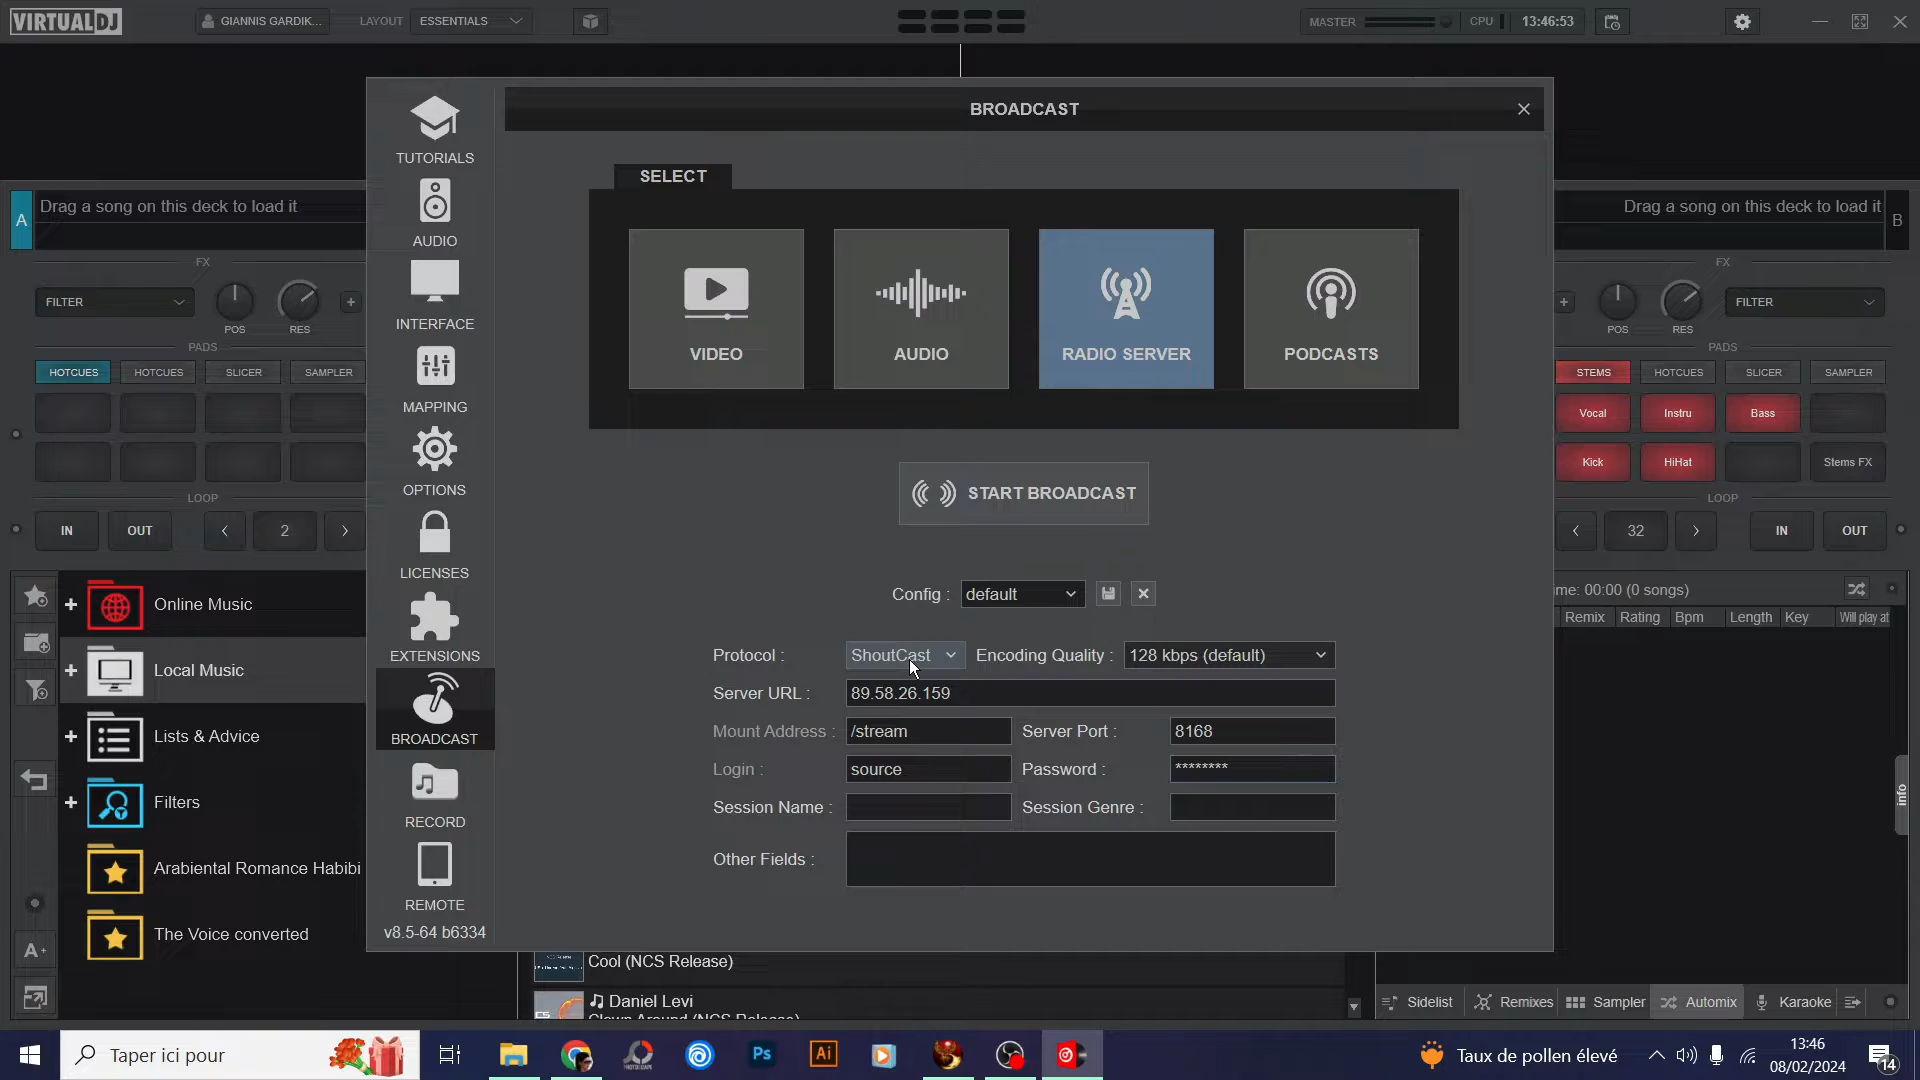 VIRTUALDJ
GIANNIS GARDIK...
LAYOUT
ESSENTIALS
MASTER
CPU
13:46:53
TUTORIALS
AUDIO
INTERFACE
MAPPING
OPTIONS
LICENSES
EXTENSIONS
BROADCAST
RECORD
REMOTE
v8.5-64 b6334
BROADCAST
SELECT
VIDEO
AUDIO
RADIO SERVER
PODCASTS
START BROADCAST
Config :
default
Protocol :
ShoutCast
Encoding Quality :
128 kbps (default)
Server URL :
89.58.26.159
Mount Address :
/stream
Server Port :
8168
Login :
source
Password :
********
Session Name :
Session Genre :
Other Fields :
A
Drag a song on this deck to load it
FX
FILTER
POS
RES
PADS
HOTCUES
HOTCUES
SLICER
SAMPLER
LOOP
IN
OUT
2
Drag a song on this deck to load it
B
FX
POS
RES
FILTER
PADS
STEMS
HOTCUES
SLICER
SAMPLER
Vocal
Instru
Bass
Kick
HiHat
Stems FX
LOOP
32
IN
OUT
Online Music
Local Music
Lists & Advice
Filters
Arabiental Romance Habibi
The Voice converted
A+
ime: 00:00 (0 songs)
Remix
Rating
Bpm
Length
Key
Will play at
info
Cool (NCS Release)
Daniel Levi
Clown Around (NCS Release)
Sidelist
Remixes
Sampler
Automix
Karaoke
Taper ici pour
Ps
Ai
Taux de pollen élevé
13:46
08/02/2024
14